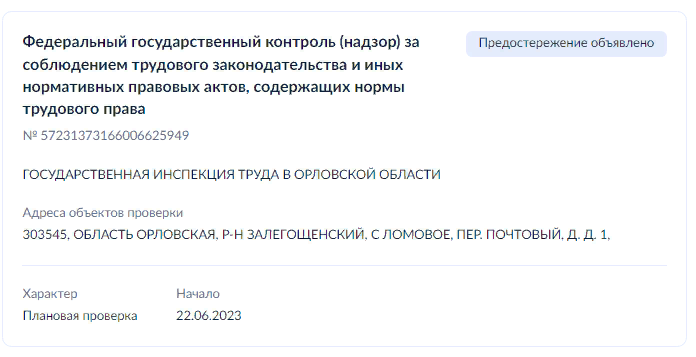 Федеральный государственный контроль (надзор) за
соблюдением трудового законодательства и иных
нормативных правовых актов, содержащих нормы
трудового права
Предостережение объявлено
№ 57231373166006625949
ГОСУДАРСТВЕННАЯ ИНСПЕКЦИЯ ТРУДА В ОРЛОВСКОЙ ОБЛАСТИ
Адреса объектов проверки
303545, ОБЛАСТЬ ОРЛОВСКАЯ, Р-Н ЗАЛЕГОЩЕНСКИЙ, С ЛОМОВОЕ, ПЕР. ПОЧТОВЫЙ, Д. Д. 1,
Характер
Начало
Плановая проверка
22.06.2023